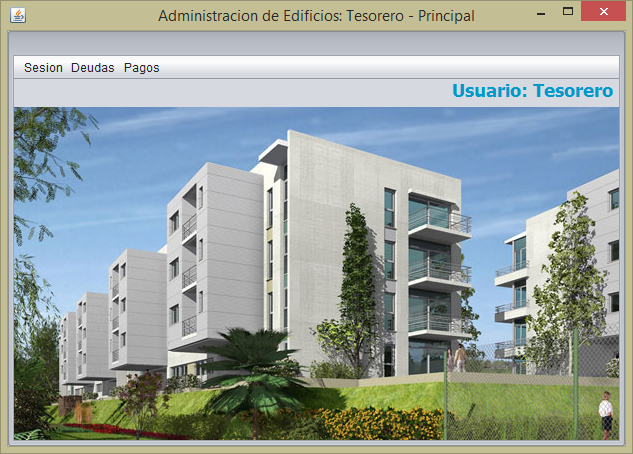 Administracion de Edificios: Tesorero - Principal
Sesion Deudas Pagos
Usuario: Tesorero